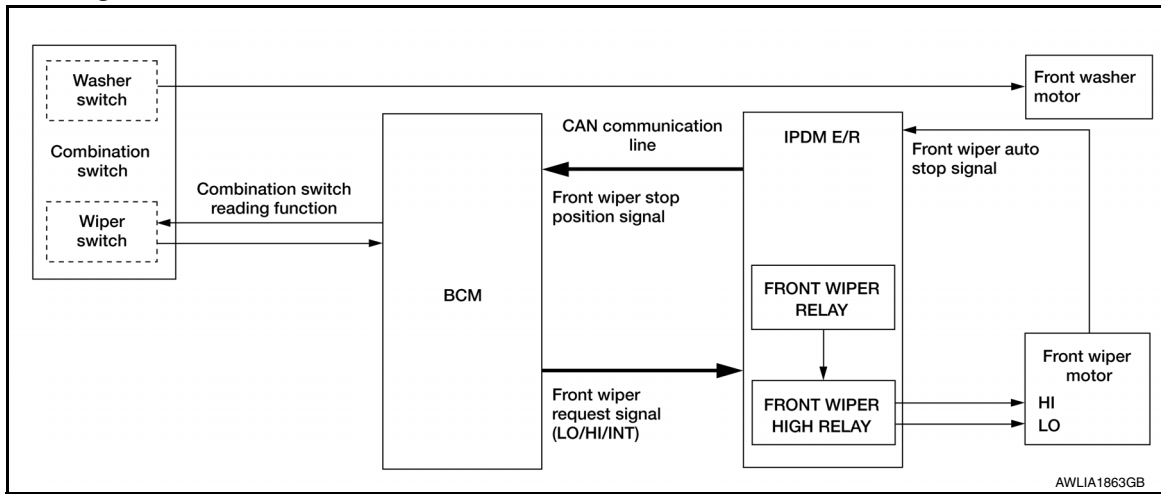 Washer
switch
Combination
switch
Wiper
switch
Combination switch
reading function
BCM
CAN communication
line
Front wiper stop
position signal
Front wiper
request signal
(LO/HI/INT)
IPDM E/R
FRONT WIPER
RELAY
FRONT WIPER
HIGH RELAY
Front washer
motor
Front wiper auto
stop signal
Front wiper
motor
HI
LO
AWLIA1863GB